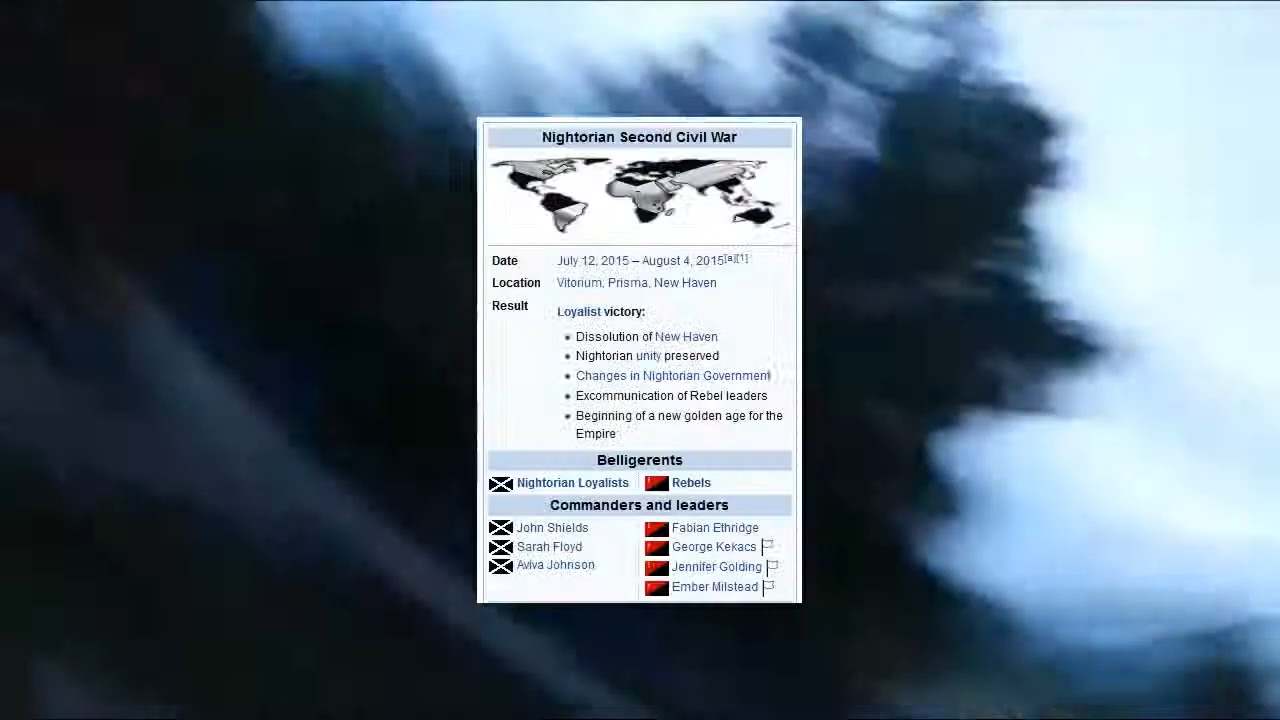 Nightorian Second Civil War
Date July 12, 2015 – August 4, 2015[a][1]
Location Vitorium, Prisma, New Haven
Result Loyalist victory:
• Dissolution of New Haven
• Nightorian unity preserved
• Changes in Nightorian Government
• Excommunication of Rebel leaders
• Beginning of a new golden age for the
Empire
Belligerents
Nightorian Loyalists Rebels
Commanders and leaders
John Shields Fabian Ethridge
Sarah Floyd George Kekacs
Aviva Johnson Jennifer Golding
Ember Milstead